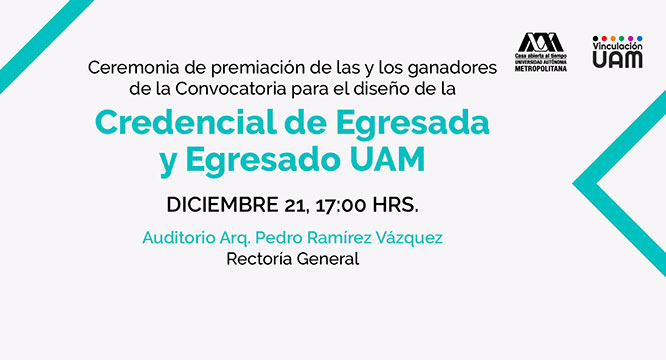 Ceremonia de premiación de las y los ganadores
de la Convocatoria para el diseño de la
Credencial de Egresada
y Egresado UAM
DICIEMBRE 21, 17:00 HRS.
Auditorio Arq. Pedro Ramírez Vázquez
Rectoría General
Casa abierta al tiempo
UNIVERSIDAD AUTÓNOMA
METROPOLITANA
Vinculación
UAM